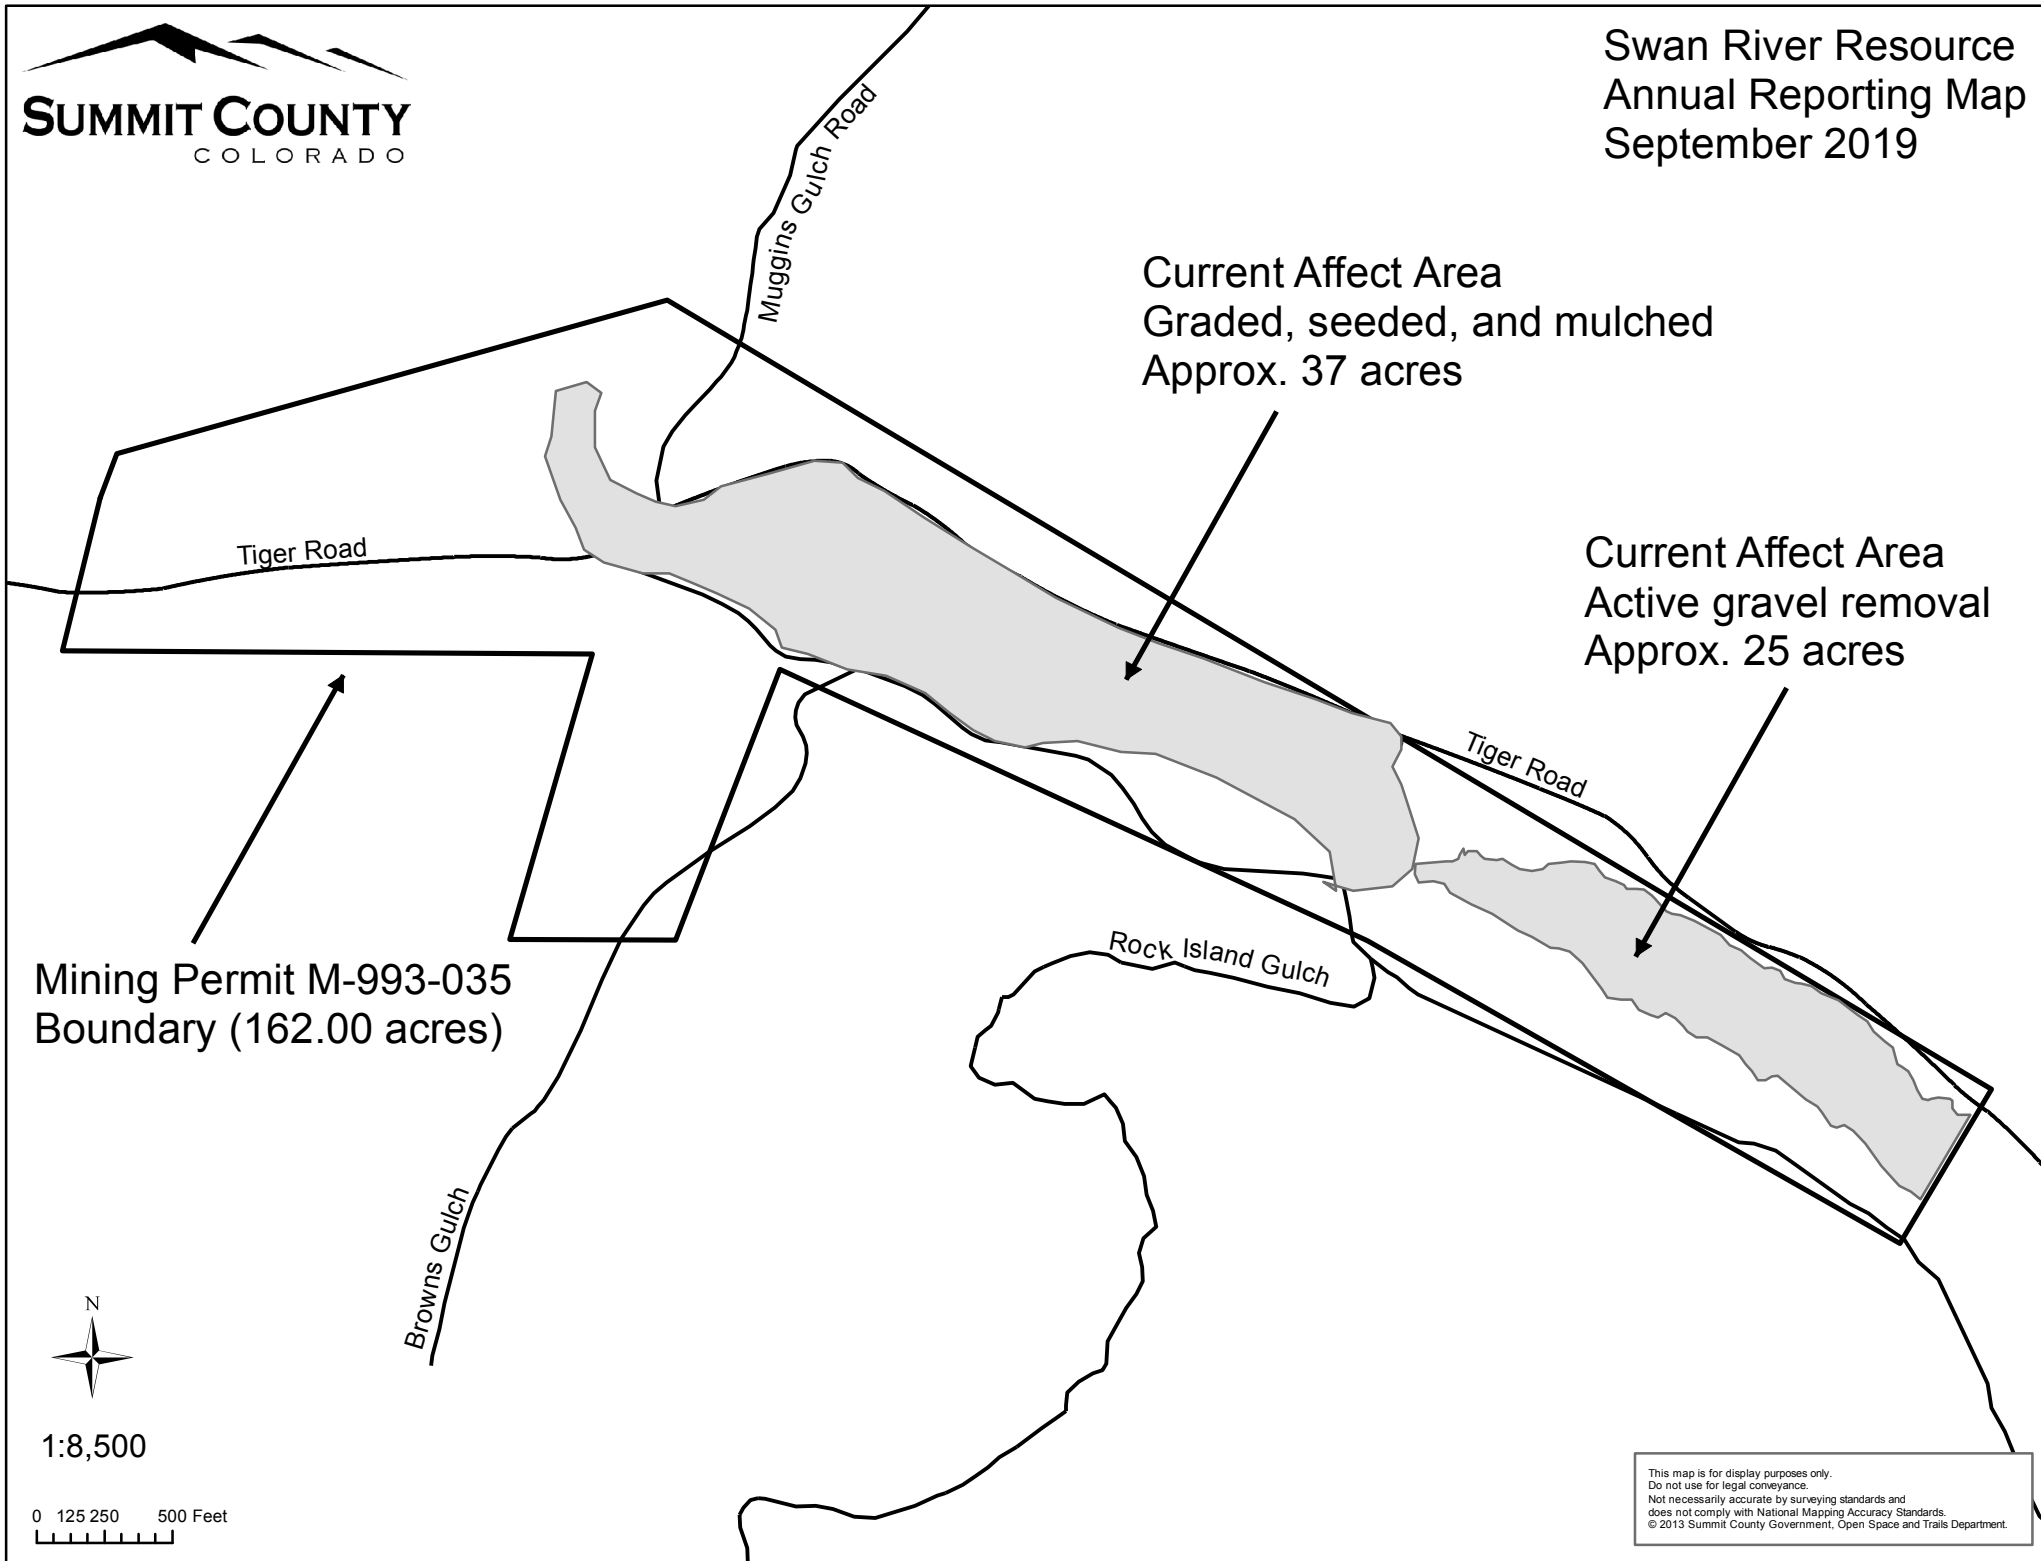 SUMMIT COUNTY
COLORADO
Swan River Resource
Annual Reporting Map
September 2019
Muggins Gulch Road
Current Affect Area
Graded, seeded, and mulched
Approx. 37 acres
Current Affect Area
Active gravel removal
Approx. 25 acres
Tiger Road
Tiger Road
Rock Island Gulch
Mining Permit M-993-035
Boundary (162.00 acres)
Browns Gulch
N
1:8,500
0 125 250 500 Feet
This map is for display purposes only.
Do not use for legal conveyance.
Not necessarily accurate by surveying standards and
does not comply with National Mapping Accuracy Standards.
© 2013 Summit County Government, Open Space and Trails Department.